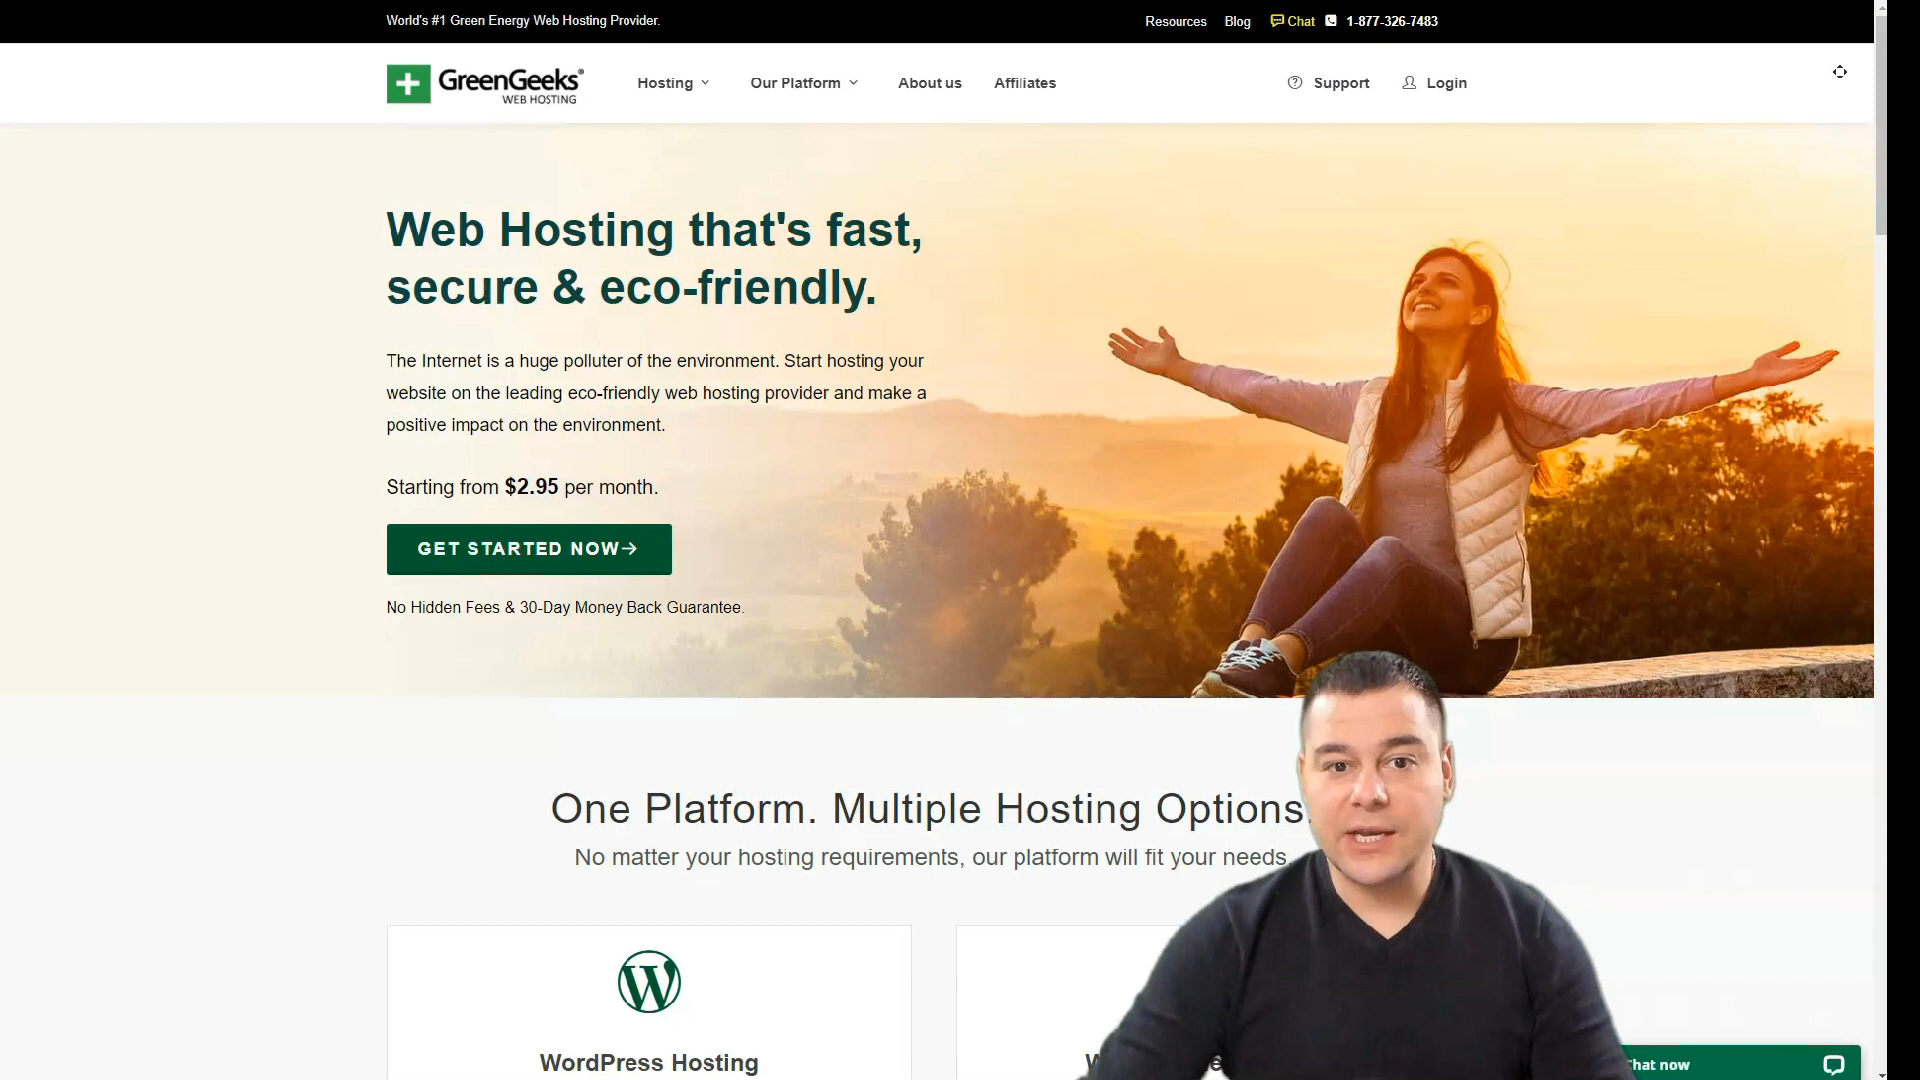 World's #1 Green Energy Web Hosting Provider.
Resources Blog Chat 1-877-326-7483
GreenGeeks®
WEB HOSTING
Hosting Our Platform About us Affiliates Support Login
Web Hosting that's fast,
secure & eco-friendly.
The Internet is a huge polluter of the environment. Start hosting your
website on the leading eco-friendly web hosting provider and make a
positive impact on the environment.
Starting from $2.95 per month.
GET STARTED NOW→
No Hidden Fees & 30-Day Money Back Guarantee.
One Platform. Multiple Hosting Options.
No matter your hosting requirements, our platform will fit your needs.
WordPress Hosting
now